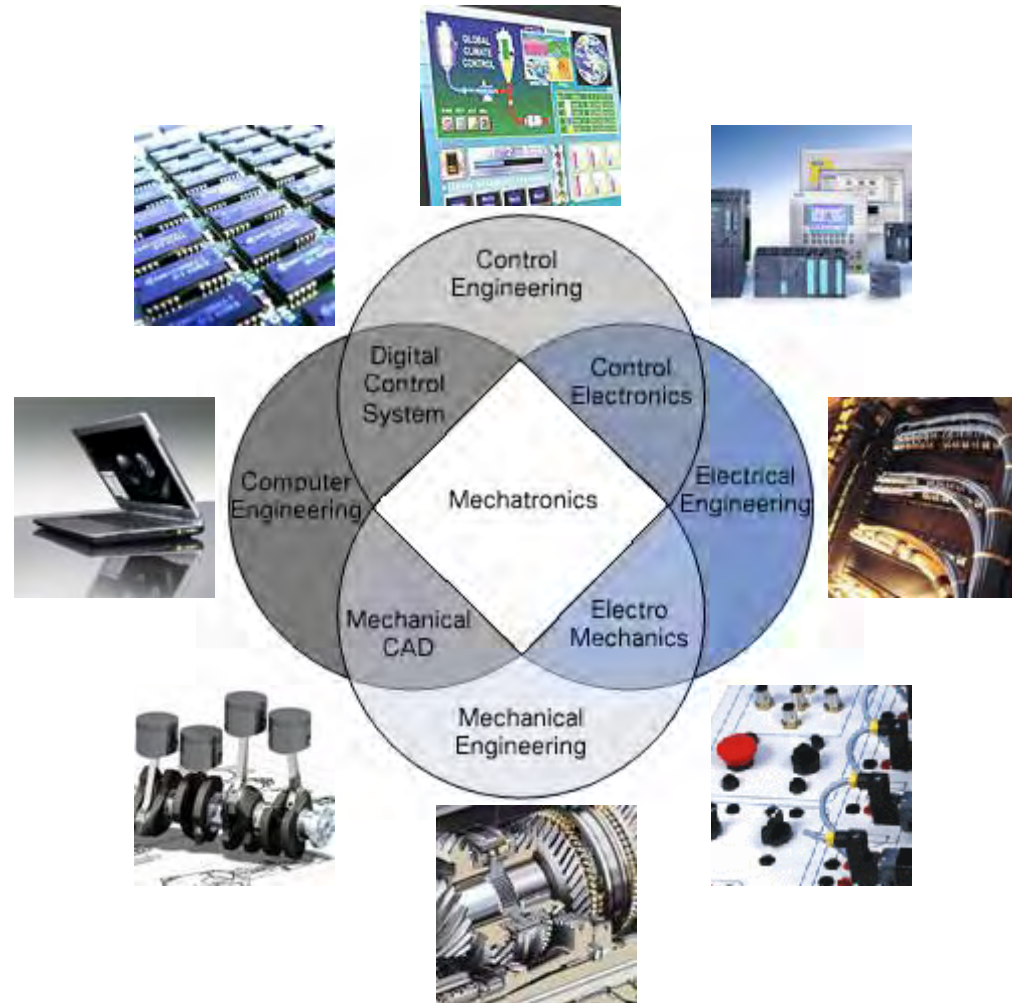 GLOBAL
CLIMATE
CONTROL
Control
Engineering
Digital
Control
System
Control
Electronics
Computer
Engineering
Mechatronics
Electrical
Engineering
Mechanical
CAD
Electro
Mechanics
Mechanical
Engineering